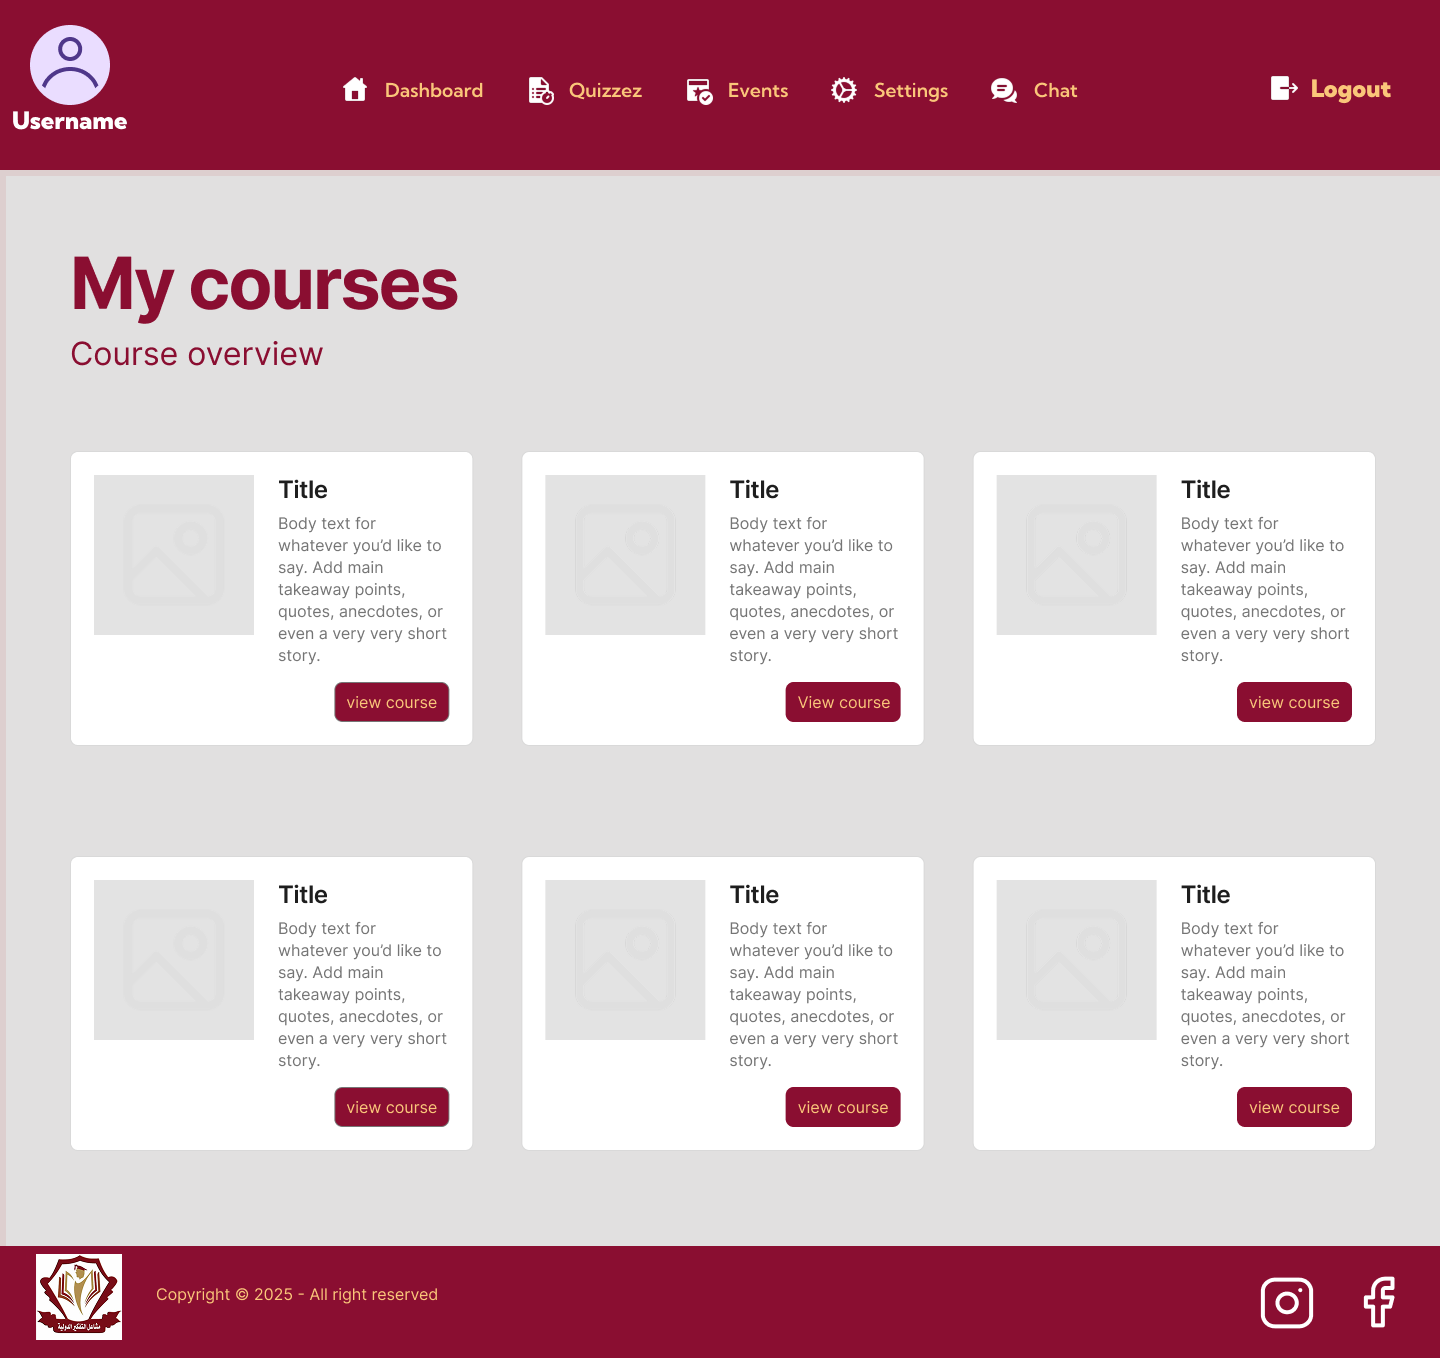 Username
Dashboard
Quizzez
Events
Settings
Chat
Logout
My courses
Course overview
Title
Body text for
whatever you’d like to
say. Add main
takeaway points,
quotes, anecdotes, or
even a very very short
story.
view course
Title
Body text for
whatever you’d like to
say. Add main
takeaway points,
quotes, anecdotes, or
even a very very short
story.
View course
Title
Body text for
whatever you’d like to
say. Add main
takeaway points,
quotes, anecdotes, or
even a very very short
story.
view course
Title
Body text for
whatever you’d like to
say. Add main
takeaway points,
quotes, anecdotes, or
even a very very short
story.
view course
Title
Body text for
whatever you’d like to
say. Add main
takeaway points,
quotes, anecdotes, or
even a very very short
story.
view course
Title
Body text for
whatever you’d like to
say. Add main
takeaway points,
quotes, anecdotes, or
even a very very short
story.
view course
مشاعل التفكير الدولية
Copyright © 2025 - All right reserved